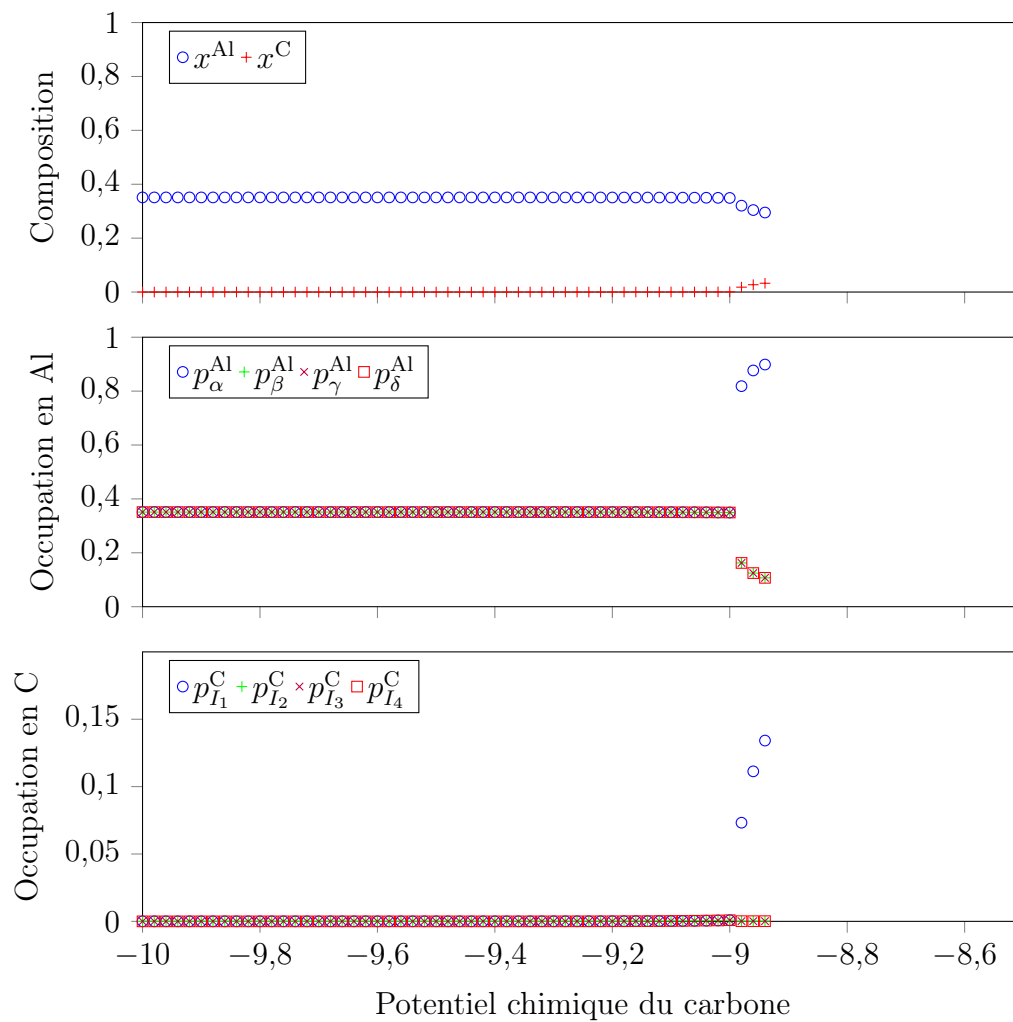 1
0,8
0,6
0,4
0,2
0
Composition
x^Al x^C
1
0,8
0,6
0,4
0,2
0
Occupation en Al
p_α^Al p_β^Al p_γ^Al p_δ^Al
0,15
0,1
0,05
0
Occupation en C
p_I₁^C p_I₂^C p_I₃^C p_I₄^C
−10 −9,8 −9,6 −9,4 −9,2 −9 −8,8 −8,6
Potentiel chimique du carbone